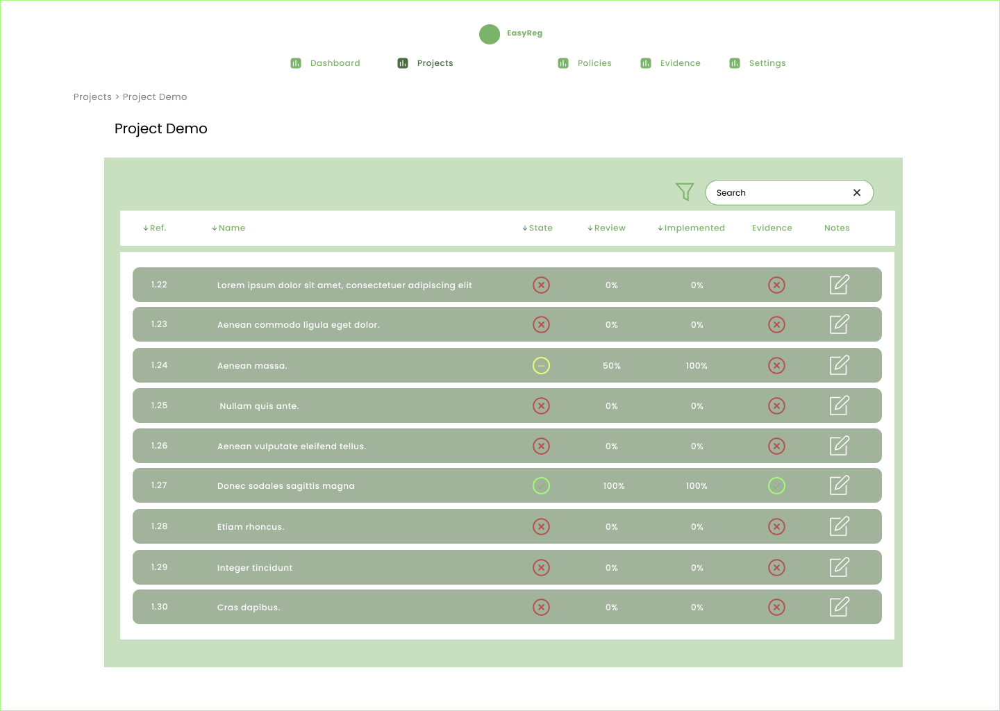 EasyReg
Dashboard Projects Policies Evidence Settings
Projects > Project Demo
Project Demo
Search
Ref. Name State Review Implemented Evidence Notes
1.22 Lorem ipsum dolor sit amet, consectetuer adipiscing elit 0% 0%
1.23 Aenean commodo ligula eget dolor. 0% 0%
1.24 Aenean massa. 50% 100%
1.25 Nullam quis ante. 0% 0%
1.26 Aenean vulputate eleifend tellus. 0% 0%
1.27 Donec sodales sagittis magna 100% 100%
1.28 Etiam rhoncus. 0% 0%
1.29 Integer tincidunt 0% 0%
1.30 Cras dapibus. 0% 0%